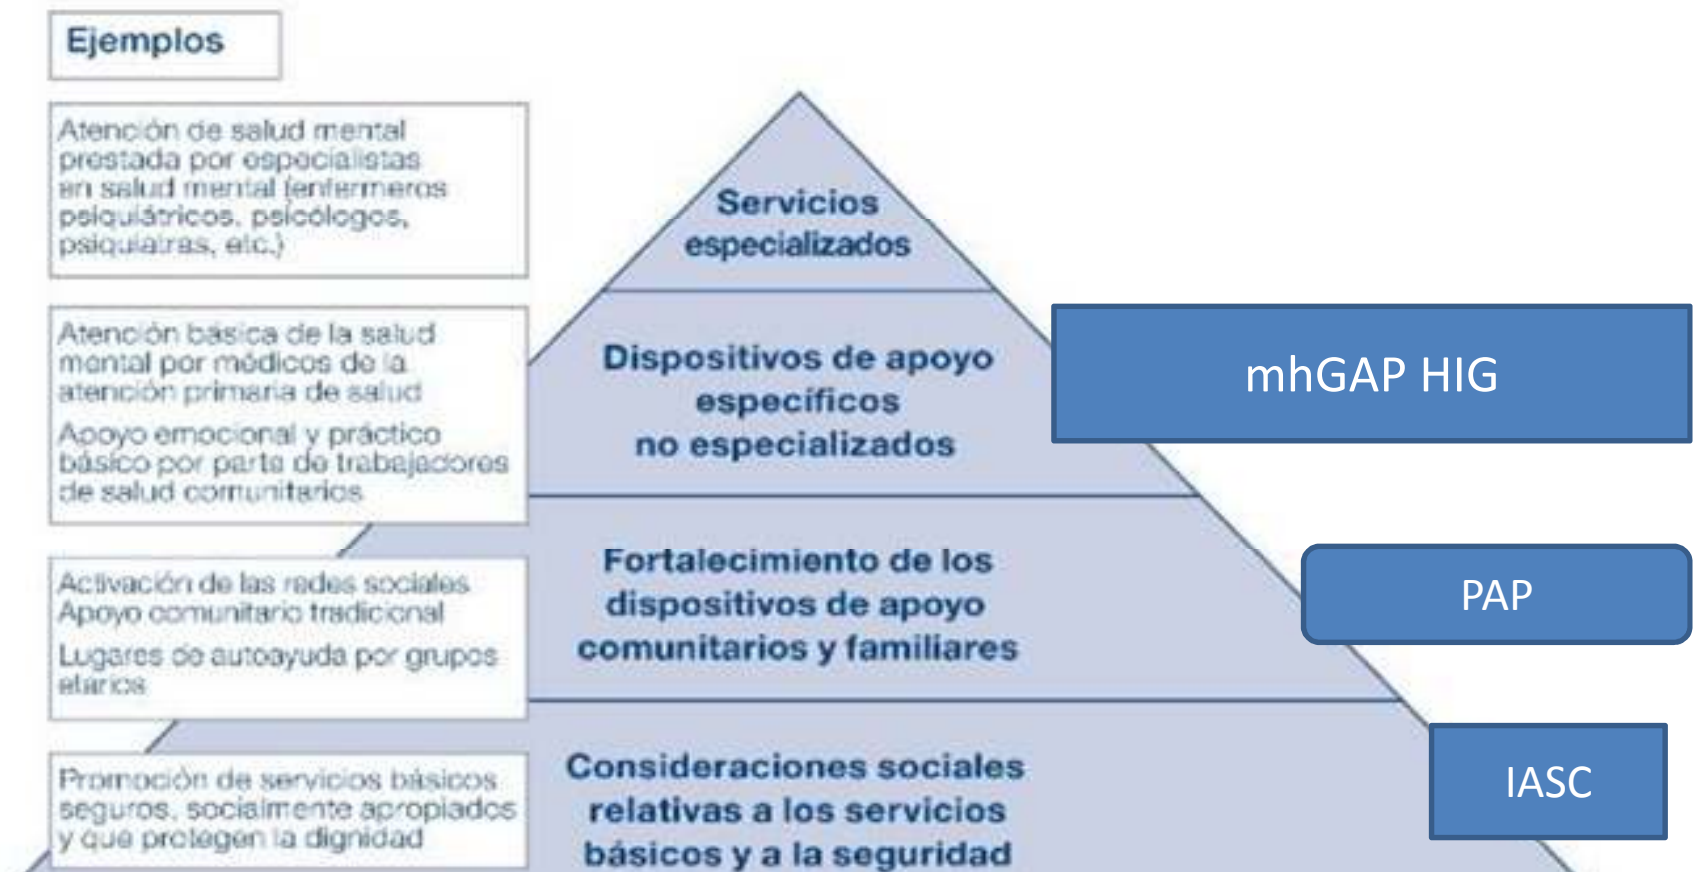 Ejemplos
Atención de salud mental
prestada por especialistas
en salud mental (enfermeros
psiquiátricos, psicólogos,
psiquiatras, etc.)
Servicios
especializados
Atención básica de la salud
mental por médicos de la
atención primaria de salud
Apoyo emocional y práctico
básico por parte de trabajadores
de salud comunitarios
Dispositivos de apoyo
específicos
no especializados
mhGAP HIG
Activación de las redes sociales
Apoyo comunitario tradicional
Lugares de autoayuda por grupos
etarios
Fortalecimiento de los
dispositivos de apoyo
comunitarios y familiares
PAP
Promoción de servicios básicos
seguros, socialmente apropiados
y que protegen la dignidad
Consideraciones sociales
relativas a los servicios
básicos y a la seguridad
IASC